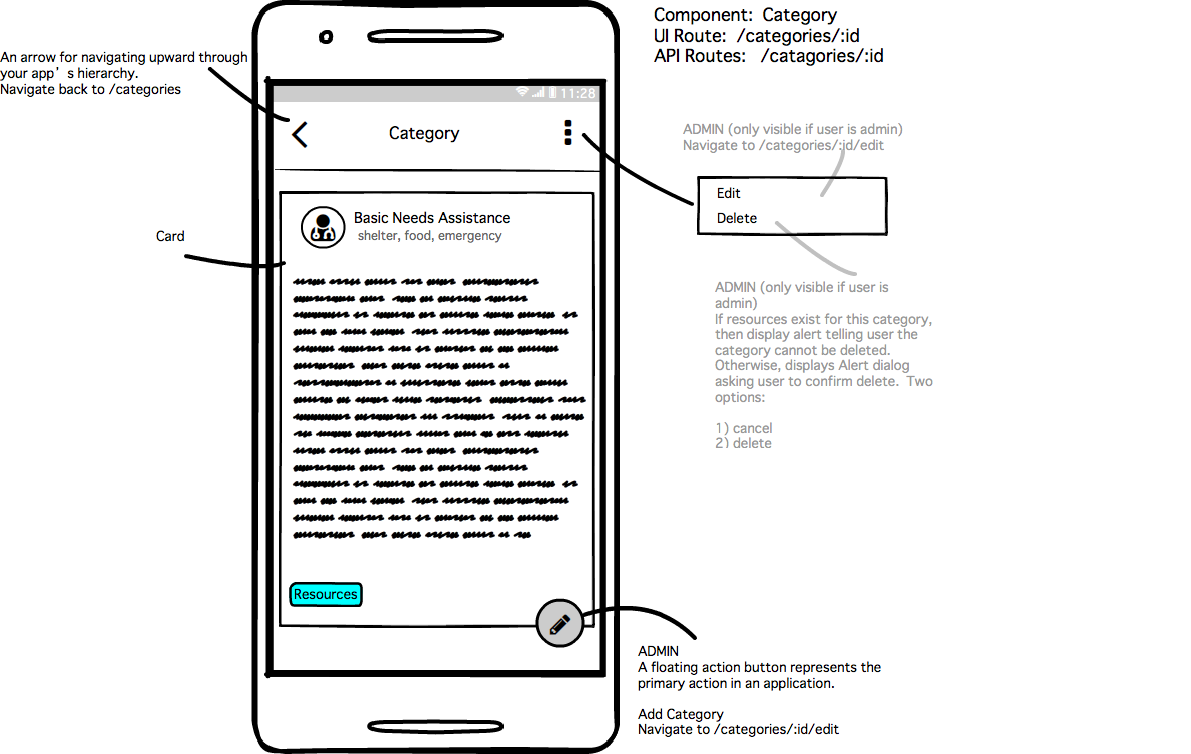 Component: Category
UI Route: /categories/:id
API Routes: /catagories/:id
An arrow for navigating upward through
your app’s hierarchy.
Navigate back to /categories
11:28
Category
ADMIN (only visible if user is admin)
Navigate to /categories/:id/edit
Edit
Delete
Basic Needs Assistance
shelter, food, emergency
Card
ADMIN (only visible if user is
admin)
If resources exist for this category,
then display alert telling user the
category cannot be deleted.
Otherwise, displays Alert dialog
asking user to confirm delete. Two
options:
1) cancel
2) delete
Resources
ADMIN
A floating action button represents the
primary action in an application.
Add Category
Navigate to /categories/:id/edit